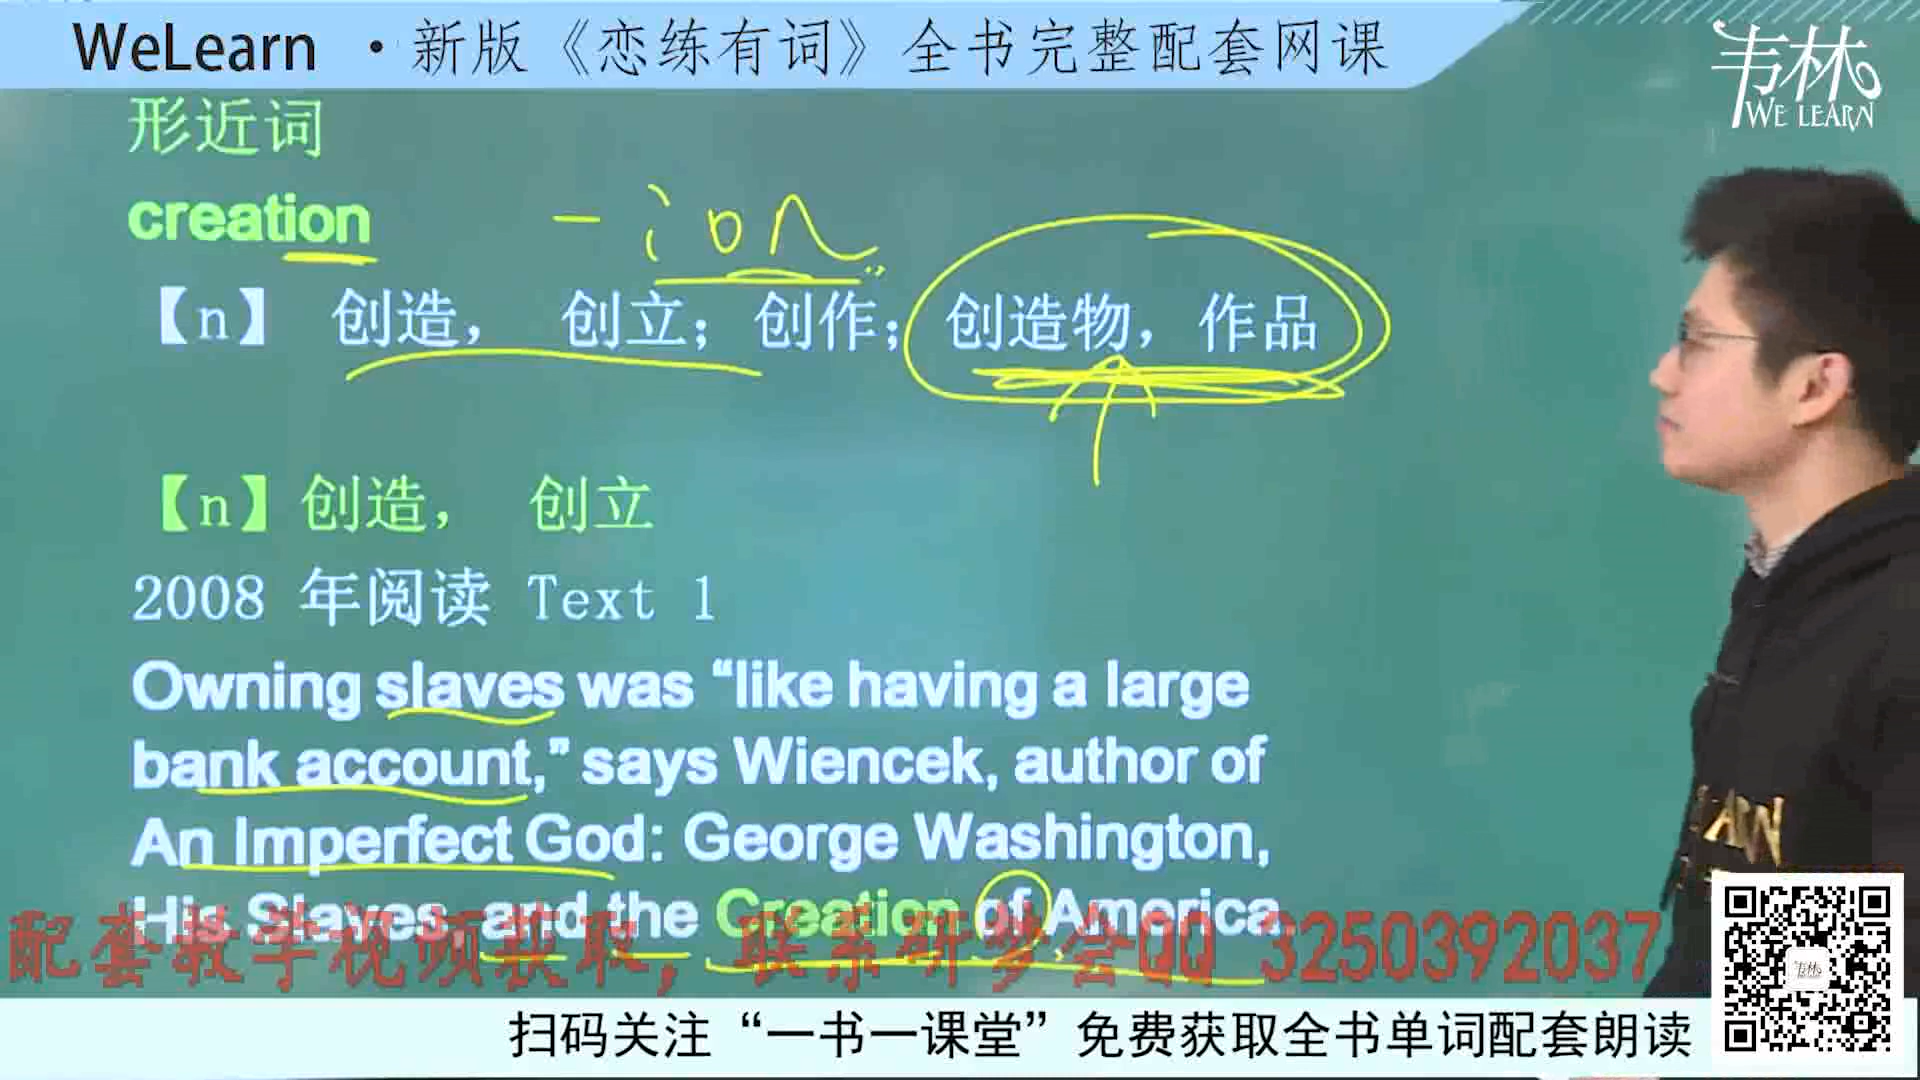 WeLearn ·新版《恋练有词》全书完整配套网课
韦林
WE LEARN
形近词
creation
-ion
【n】 创造， 创立；创作；创造物，作品
【n】创造， 创立
2008 年阅读 Text 1
Owning slaves was “like having a large
bank account,” says Wiencek, author of
An Imperfect God: George Washington,
His Slaves, and the Creation of America.
配套教学视频获取，联系研梦会QQ 3250392037
扫码关注“一书一课堂”免费获取全书单词配套朗读